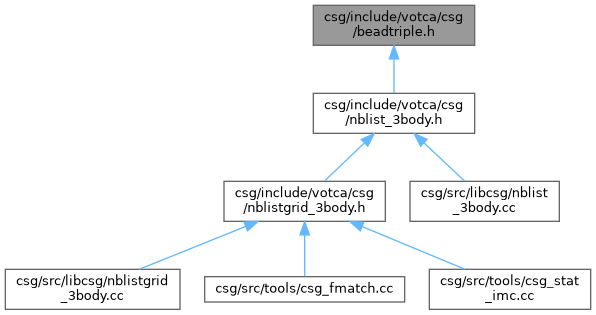 csg/include/votca/csg
/beadtriple.h
csg/include/votca/csg
/nblist_3body.h
csg/include/votca/csg
/nblistgrid_3body.h
csg/src/libcsg/nblist
_3body.cc
csg/src/libcsg/nblistgrid
_3body.cc
csg/src/tools/csg_fmatch.cc
csg/src/tools/csg_stat
_imc.cc